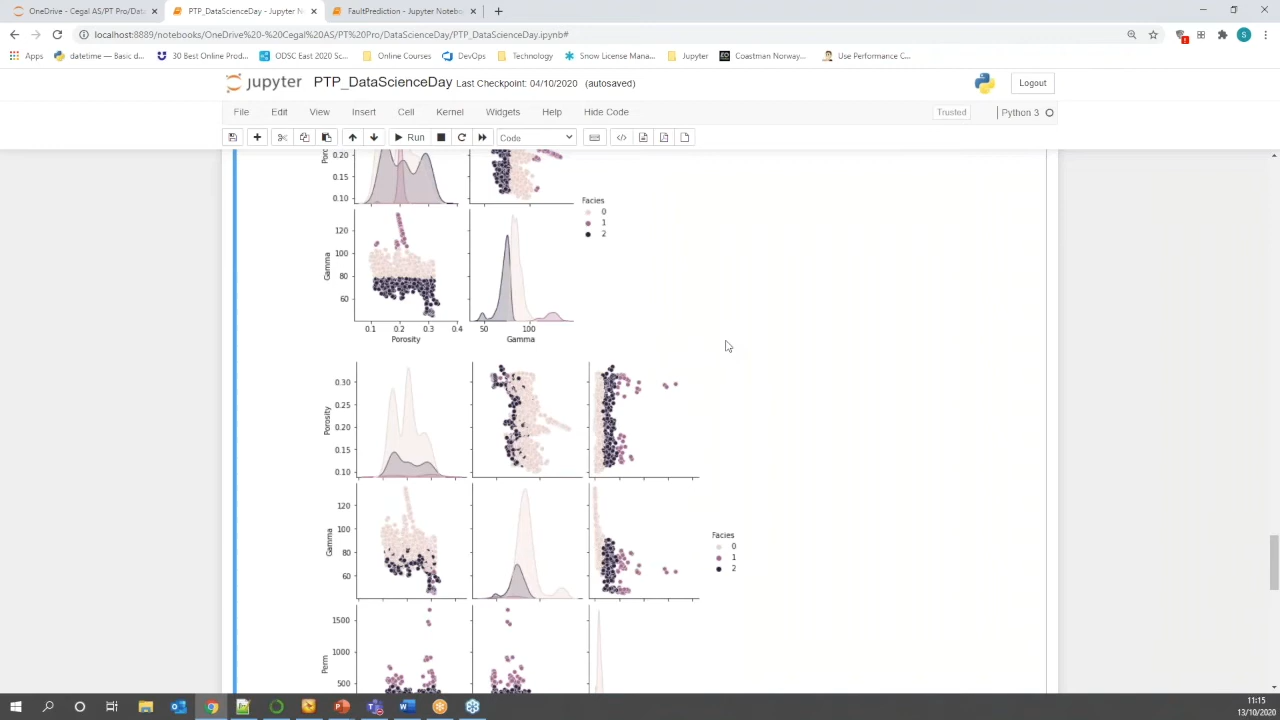 OneDrive - Cegal AS/PT Pro/Data
PTP_DataScienceDay - Jupyter No
FaultPrediction - Jupyter Notebo
localhost:8889/notebooks/OneDrive%20-%20Cegal%20AS/PT%20Pro/DataScienceDay/PTP_DataScienceDay.ipynb#
S
Apps
datetime — Basic d...
30 Best Online Prod...
ODSC East 2020 Sc...
Online Courses
DevOps
Technology
Snow License Mana...
Jupyter
Coastman Norway...
Use Performance C...
jupyter
PTP_DataScienceDay
Last Checkpoint: 04/10/2020
(autosaved)
Logout
File
Edit
View
Insert
Cell
Kernel
Widgets
Help
Hide Code
Trusted
Python 3
Run
Code
0.20
0.15
0.10
Facies
0
1
2
Gamma
120
100
80
60
0.1
0.2
0.3
0.4
Porosity
50
100
Gamma
Porosity
0.30
0.25
0.20
0.15
0.10
Gamma
120
100
80
60
Facies
0
1
2
Perm
1500
1000
500
11:15
13/10/2020